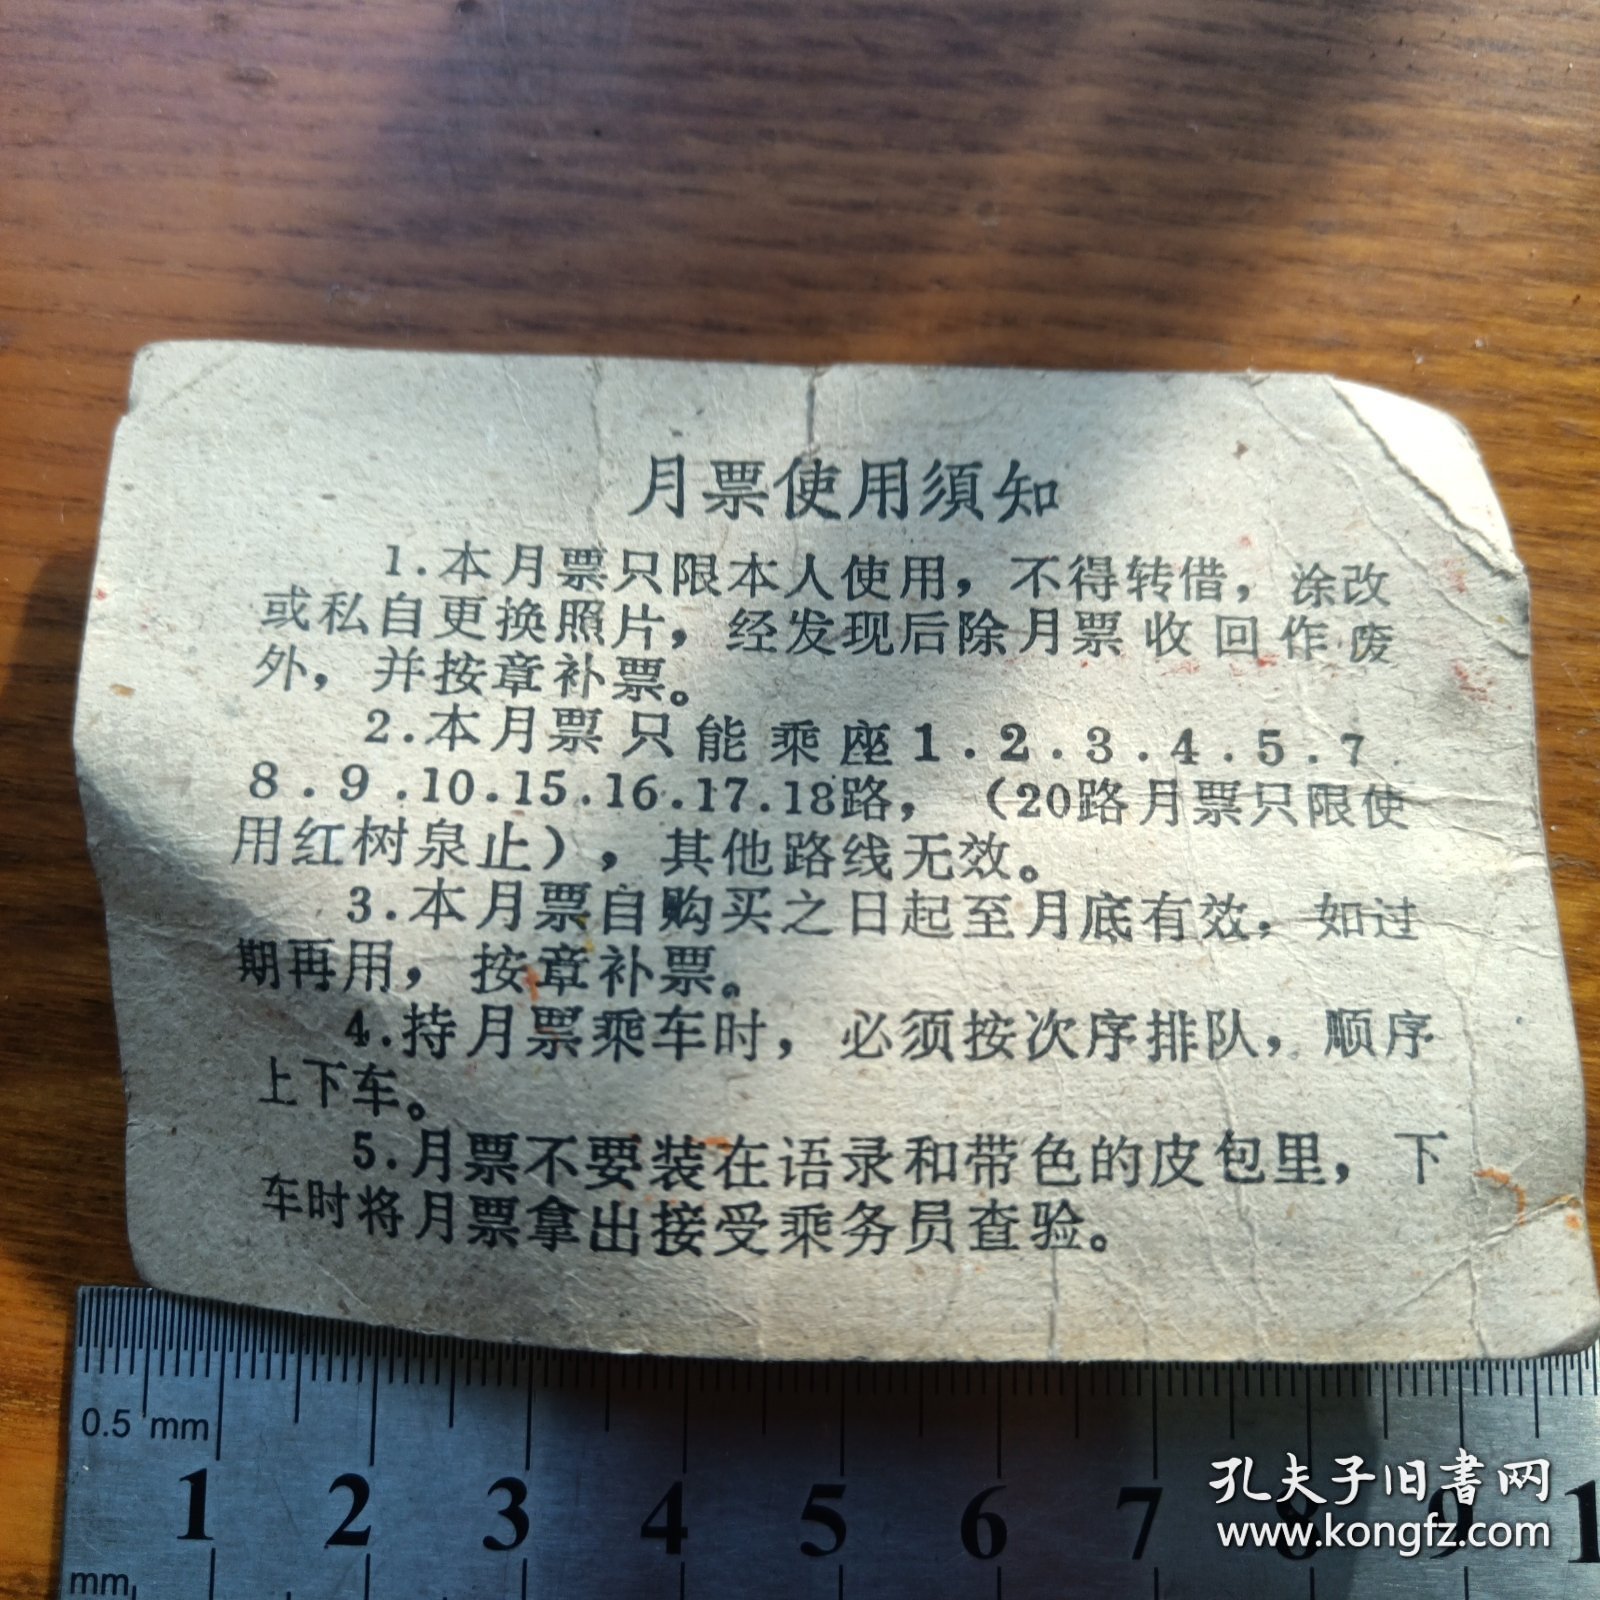 月票使用須知
1.本月票只限本人使用，不得转借，涂改
或私自更换照片，经发现后除月票收回作废
外，并按章补票。
2.本月票只能乘座1.2.3.4.5.7.
8.9.10.15.16.17.18路，（20路月票只限使
用红树泉止），其他路线无效。
3.本月票自购买之日起至月底有效，如过
期再用，按章补票。
4.持月票乘车时，必须按次序排队，顺序
上下车。
5.月票不要装在语录和带色的皮包里，下
车时将月票拿出接受乘务员查验。
0.5 mm
1 2 3 4 5 6 7 8 9 1
mm
孔夫子旧書网
www.kongfz.com